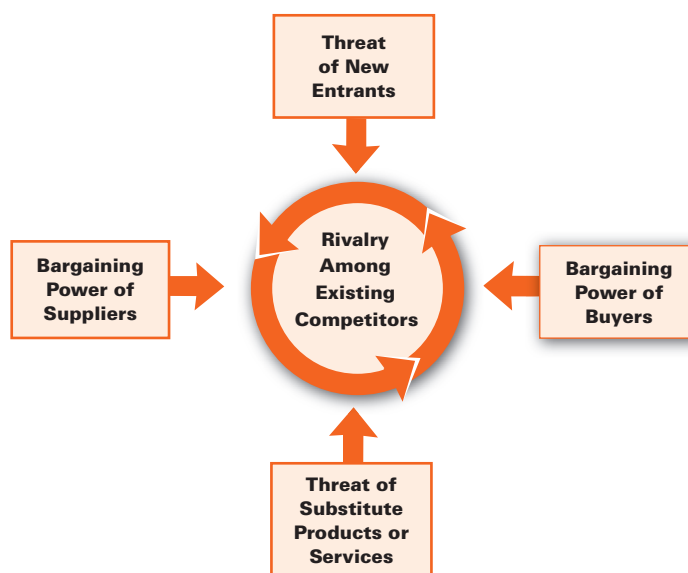 Threat
of New
Entrants
Bargaining
Power of
Suppliers
Rivalry
Among
Existing
Competitors
Bargaining
Power of
Buyers
Threat of
Substitute
Products or
Services